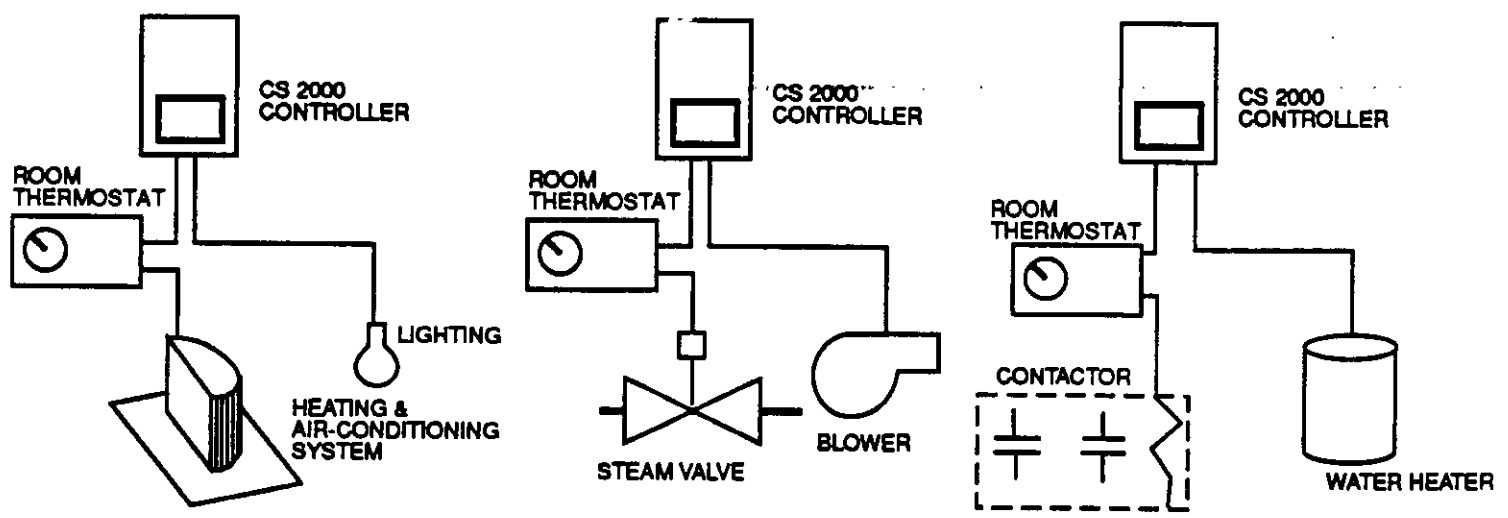 CS 2000
CONTROLLER
ROOM
THERMOSTAT
LIGHTING
HEATING &
AIR-CONDITIONING
SYSTEM
CS 2000
CONTROLLER
ROOM
THERMOSTAT
STEAM VALVE
BLOWER
CS 2000
CONTROLLER
ROOM
THERMOSTAT
CONTACTOR
WATER HEATER